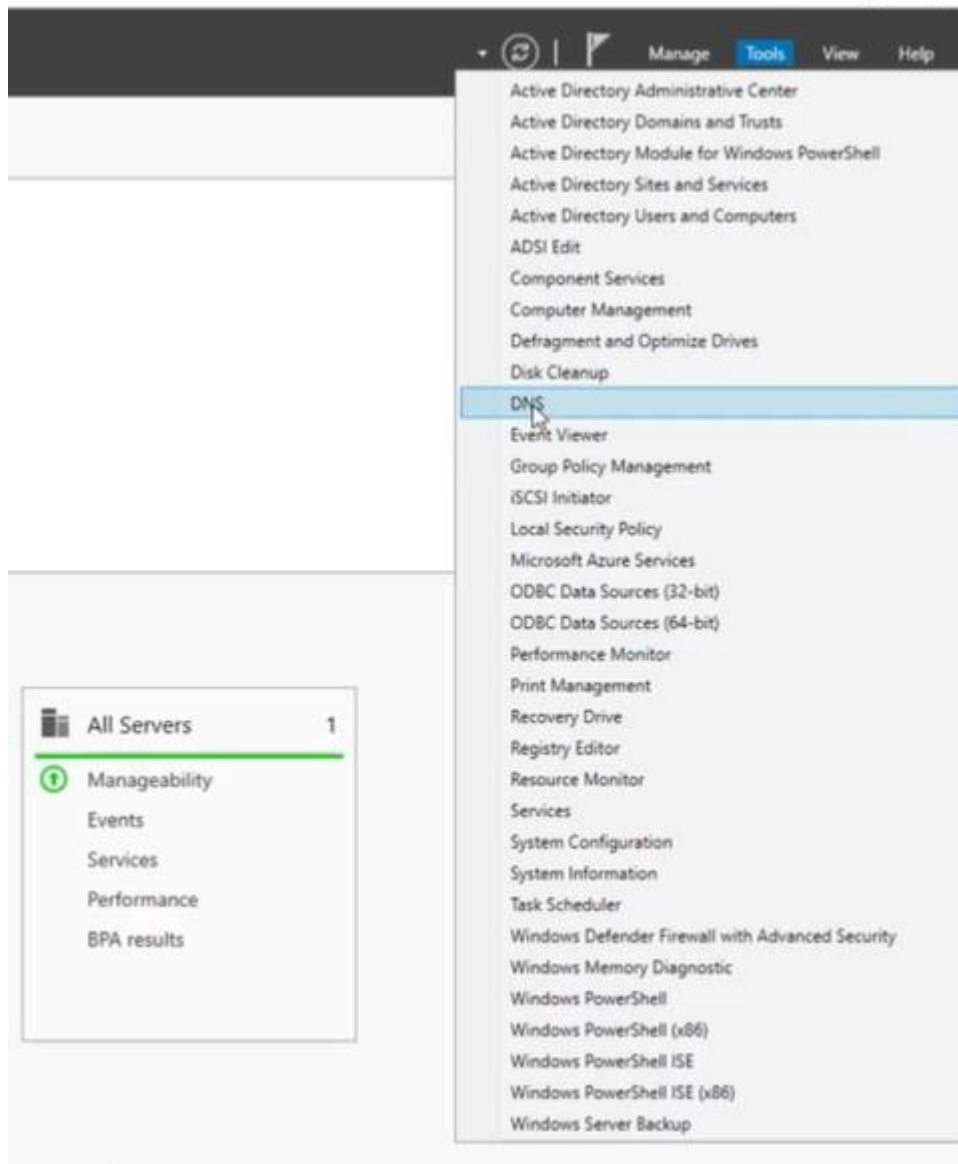 Manage Tools View Help
Active Directory Administrative Center
Active Directory Domains and Trusts
Active Directory Module for Windows PowerShell
Active Directory Sites and Services
Active Directory Users and Computers
ADSI Edit
Component Services
Computer Management
Defragment and Optimize Drives
Disk Cleanup
DNS
Event Viewer
Group Policy Management
iSCSI Initiator
Local Security Policy
Microsoft Azure Services
ODBC Data Sources (32-bit)
ODBC Data Sources (64-bit)
Performance Monitor
Print Management
Recovery Drive
Registry Editor
Resource Monitor
Services
System Configuration
System Information
Task Scheduler
Windows Defender Firewall with Advanced Security
Windows Memory Diagnostic
Windows PowerShell
Windows PowerShell (x86)
Windows PowerShell ISE
Windows PowerShell ISE (x86)
Windows Server Backup
All Servers 1
Manageability
Events
Services
Performance
BPA results